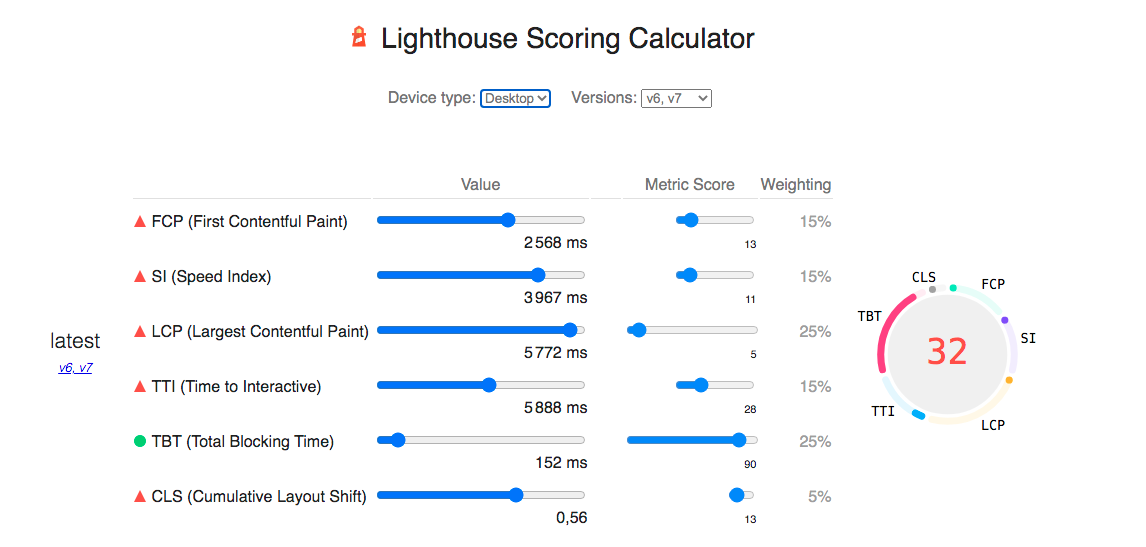 Lighthouse Scoring Calculator
Device type: Desktop Versions: v6, v7
Value Metric Score Weighting
FCP (First Contentful Paint) 15%
2 568 ms 13
SI (Speed Index) 15%
3 967 ms 11
LCP (Largest Contentful Paint) 25%
5 772 ms 5
TTI (Time to Interactive) 15%
5 888 ms 28
TBT (Total Blocking Time) 25%
152 ms 90
CLS (Cumulative Layout Shift) 5%
0,56 13
latest
v6, v7
CLS
FCP
TBT
SI
32
TTI
LCP